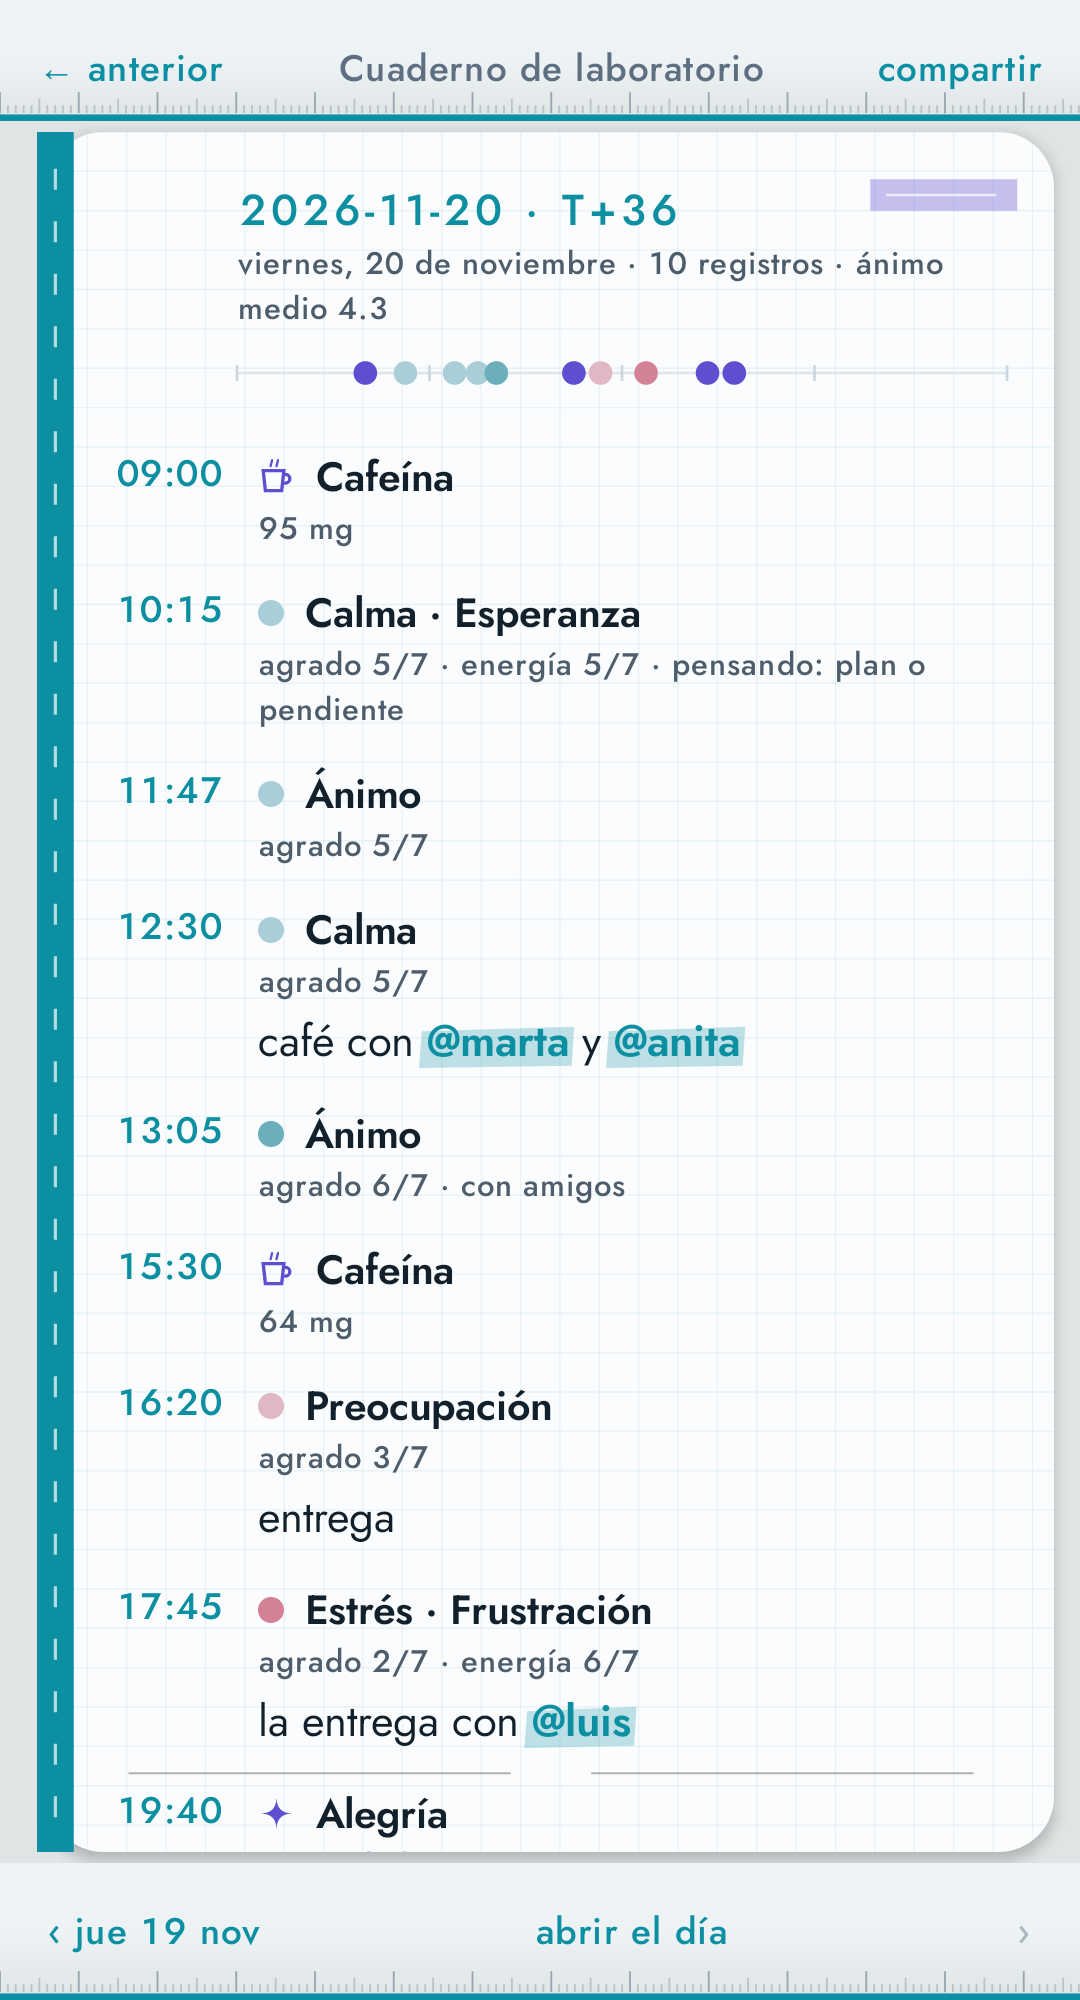 ← anterior
Cuaderno de laboratorio
compartir
2026-11-20 · T+36
viernes, 20 de noviembre · 10 registros · ánimo
medio 4.3
09:00 Cafeína
95 mg
10:15 Calma · Esperanza
agrado 5/7 · energía 5/7 · pensando: plan o
pendiente
11:47 Ánimo
agrado 5/7
12:30 Calma
agrado 5/7
café con @marta y @anita
13:05 Ánimo
agrado 6/7 · con amigos
15:30 Cafeína
64 mg
16:20 Preocupación
agrado 3/7
entrega
17:45 Estrés · Frustración
agrado 2/7 · energía 6/7
la entrega con @luis
19:40 Alegría
‹ jue 19 nov
abrir el día
›